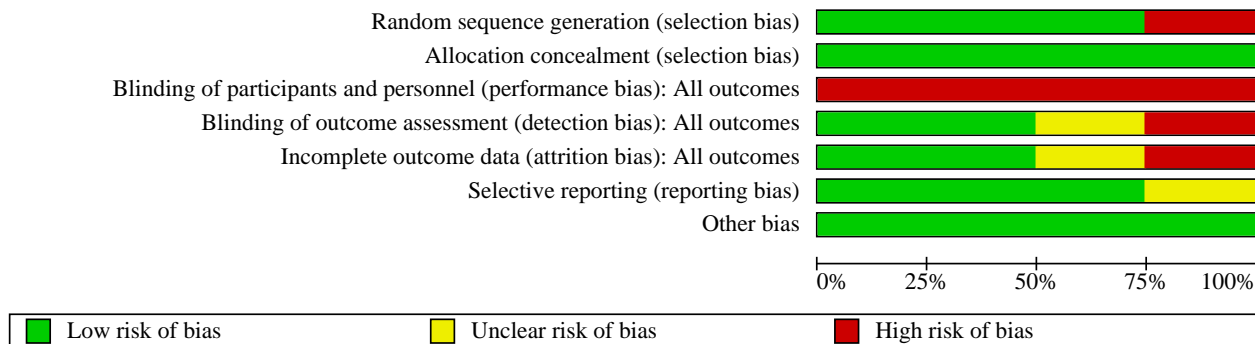 Random sequence generation (selection bias)
Allocation concealment (selection bias)
Blinding of participants and personnel (performance bias): All outcomes
Blinding of outcome assessment (detection bias): All outcomes
Incomplete outcome data (attrition bias): All outcomes
Selective reporting (reporting bias)
Other bias
0% 25% 50% 75% 100%
Low risk of bias Unclear risk of bias High risk of bias